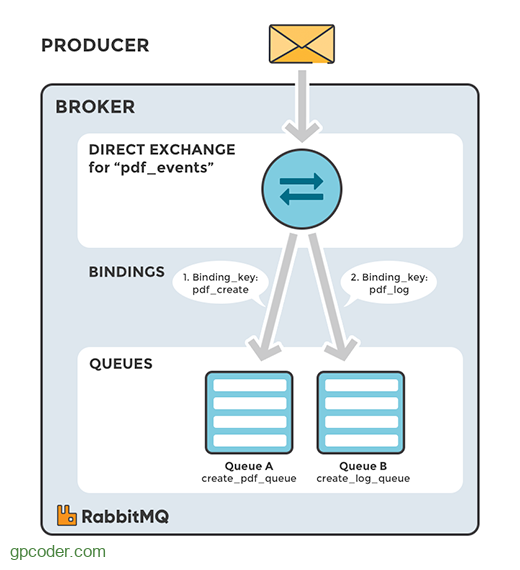 PRODUCER
BROKER
DIRECT EXCHANGE
for “pdf_events”
BINDINGS
1. Binding_key:
pdf_create
2. Binding_key:
pdf_log
QUEUES
Queue A
create_pdf_queue
Queue B
create_log_queue
RabbitMQ
gpcoder.com